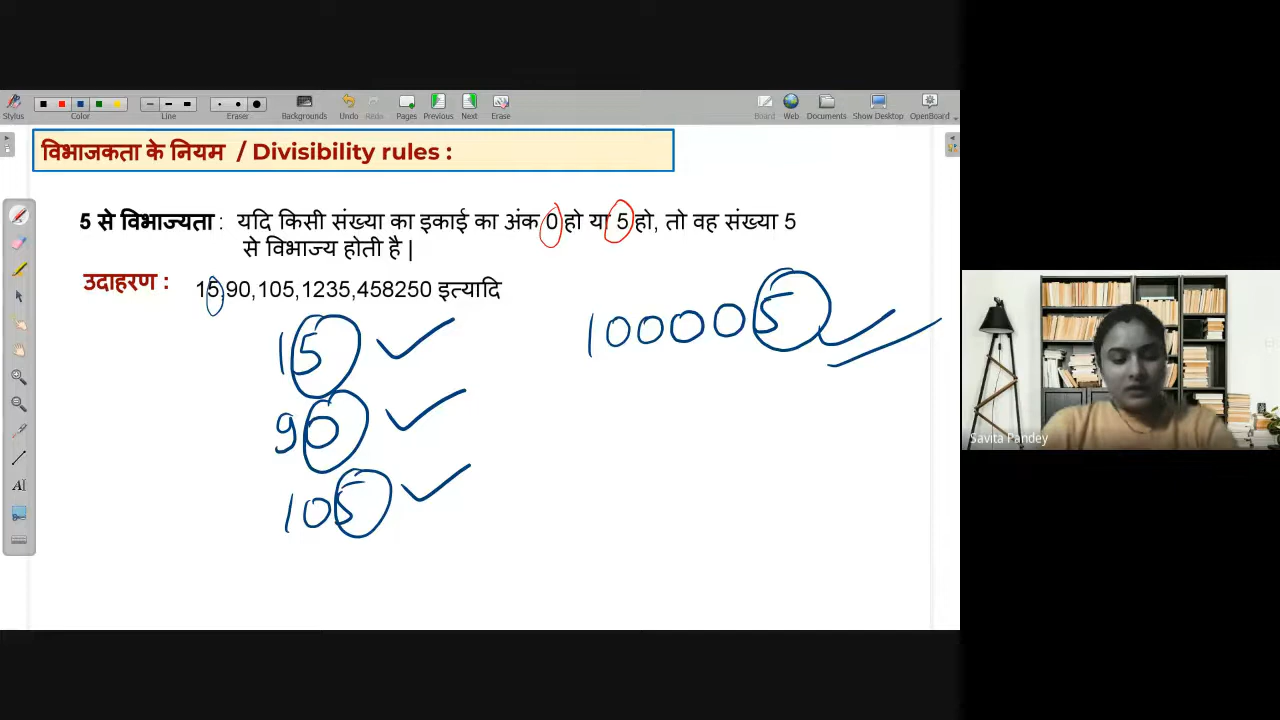 Stylus
Color
Line
Eraser
Backgrounds
Undo
Redo
Pages
Previous
Next
Erase
Board
Web
Documents
Show Desktop
OpenBoard
विभाजकता के नियम / Divisibility rules :
5 से विभाज्यता : यदि किसी संख्या का इकाई का अंक 0 हो या 5 हो, तो वह संख्या 5
से विभाज्य होती है |
उदाहरण : 15,90,105,1235,458250 इत्यादि
15
90
105
100005
Savita Pandey